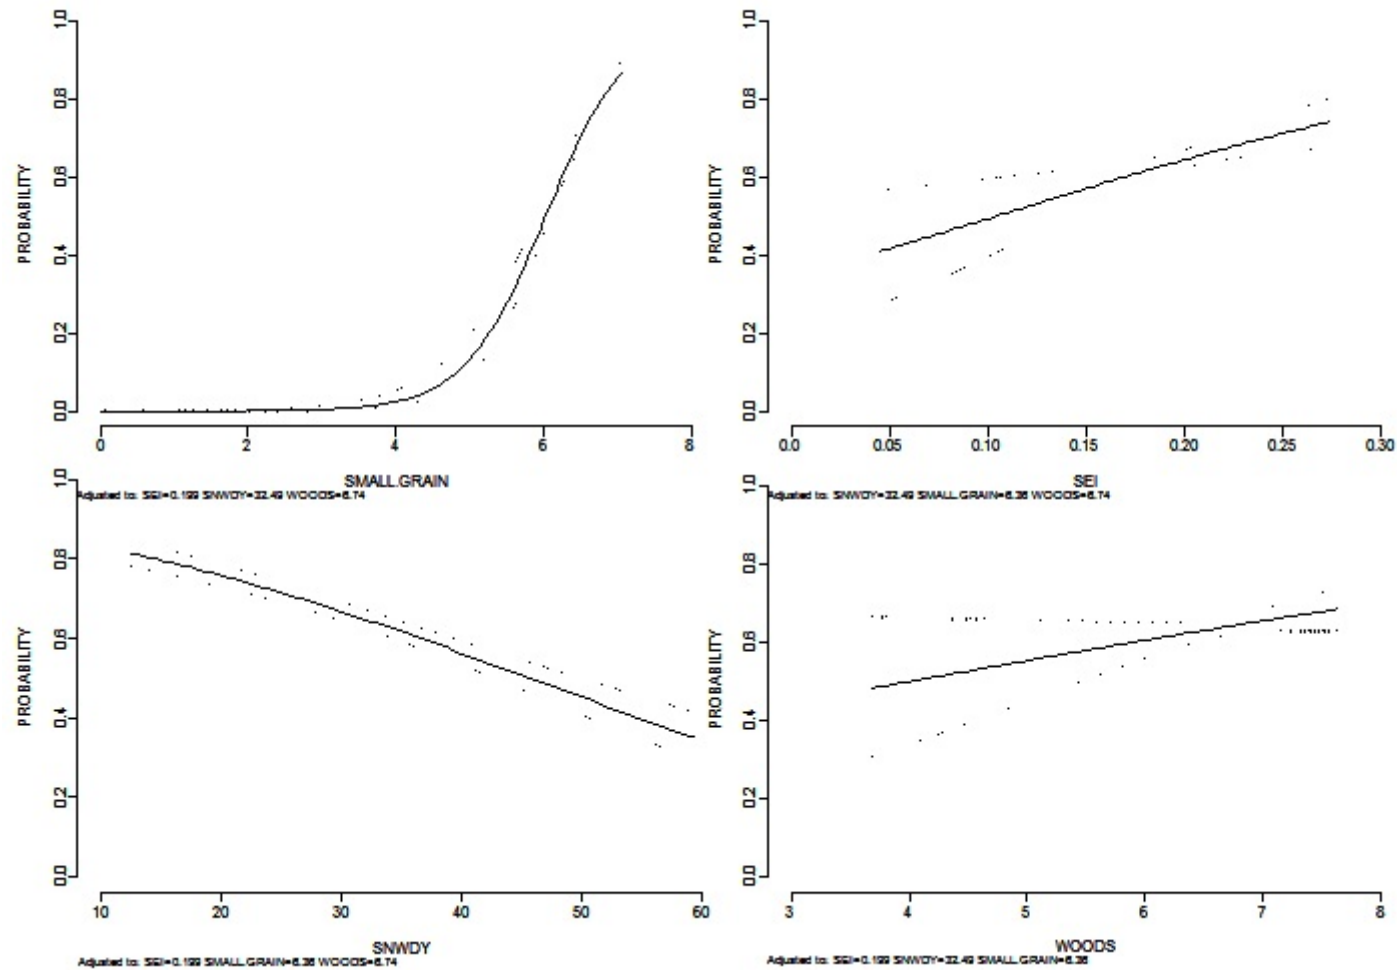 PROBABILITY
1.0
0.8
0.6
0.4
0.2
0.0
0 2 4 6 8
SMALL.GRAIN
Adjusted to: SEI=0.199 SNWDY=32.49 WOODS=6.74
PROBABILITY
1.0
0.8
0.6
0.4
0.2
0.0
0.0 0.05 0.10 0.15 0.20 0.25 0.30
SEI
Adjusted to: SNWDY=32.49 SMALL.GRAIN=6.36 WOODS=6.74
PROBABILITY
1.0
0.8
0.6
0.4
0.2
0.0
10 20 30 40 50 60
SNWDY
Adjusted to: SEI=0.199 SMALL.GRAIN=6.36 WOODS=6.74
PROBABILITY
1.0
0.8
0.6
0.4
0.2
0.0
3 4 5 6 7 8
WOODS
Adjusted to: SEI=0.199 SNWDY=32.49 SMALL.GRAIN=6.36